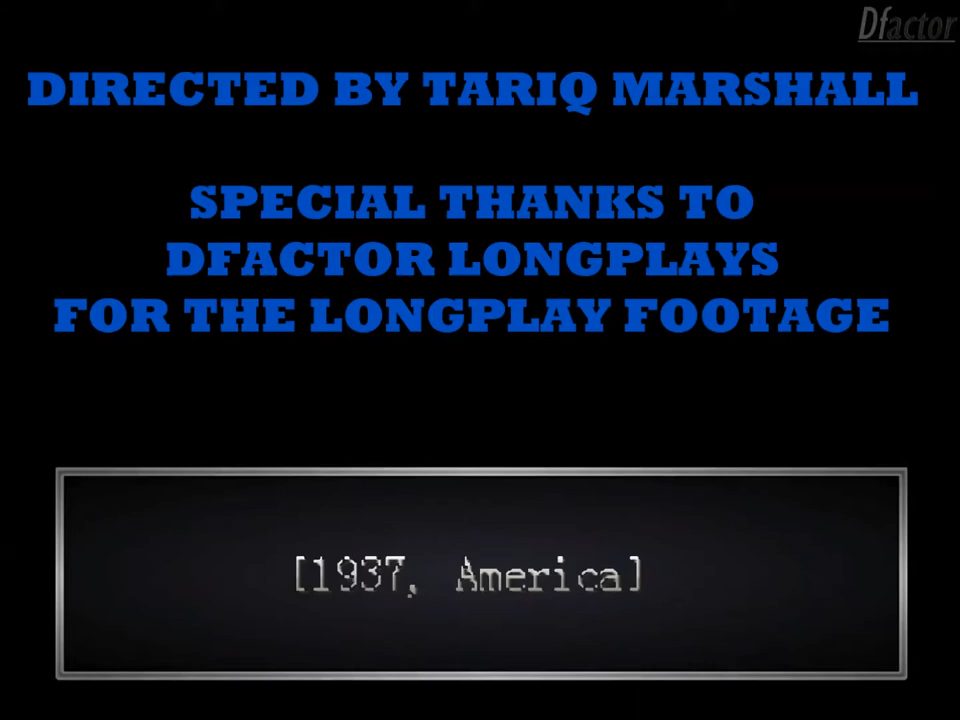 Dfactor
DIRECTED BY TARIQ MARSHALL
SPECIAL THANKS TO
DFACTOR LONGPLAYS
FOR THE LONGPLAY FOOTAGE
[1937, America]